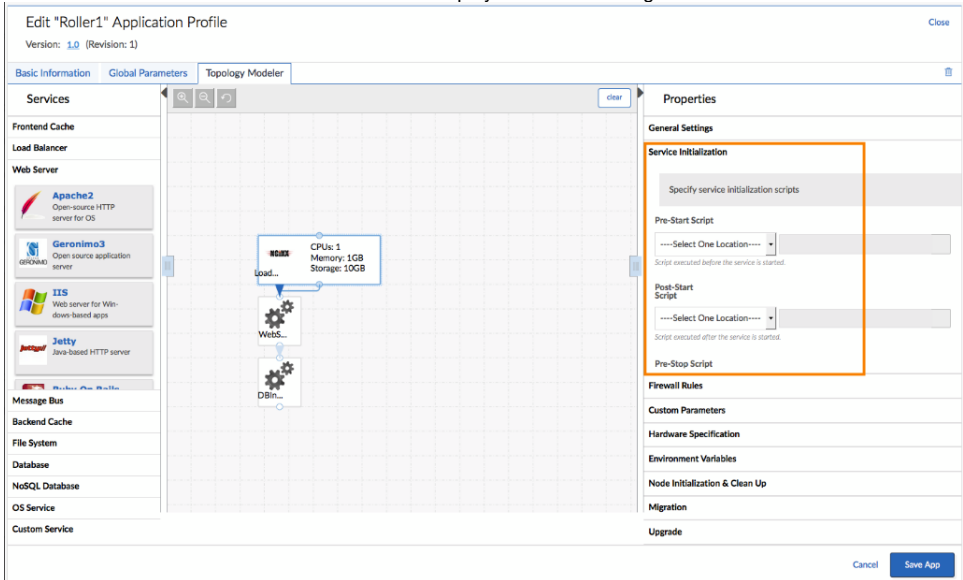 Edit "Roller1" Application Profile
Close
Version: 1.0 (Revision: 1)
Basic Information Global Parameters Topology Modeler
Services
clear
Properties
Frontend Cache
Load Balancer
Web Server
Apache2
Open-source HTTP
server for OS
Geronimo3
Open source application
server
GERONIMO
IIS
Web server for Win-
dows-based apps
Jetty
Java-based HTTP server
jetty://
Ruby On Rails
Message Bus
Backend Cache
File System
Database
NoSQL Database
OS Service
Custom Service
CPUs: 1
Memory: 1GB
Storage: 10GB
Load...
WebS...
DBIn...
General Settings
Service Initialization
Specify service initialization scripts
Pre-Start Script
----Select One Location----
Script executed before the service is started.
Post-Start
Script
----Select One Location----
Script executed after the service is started.
Pre-Stop Script
Firewall Rules
Custom Parameters
Hardware Specification
Environment Variables
Node Initialization & Clean Up
Migration
Upgrade
Cancel Save App